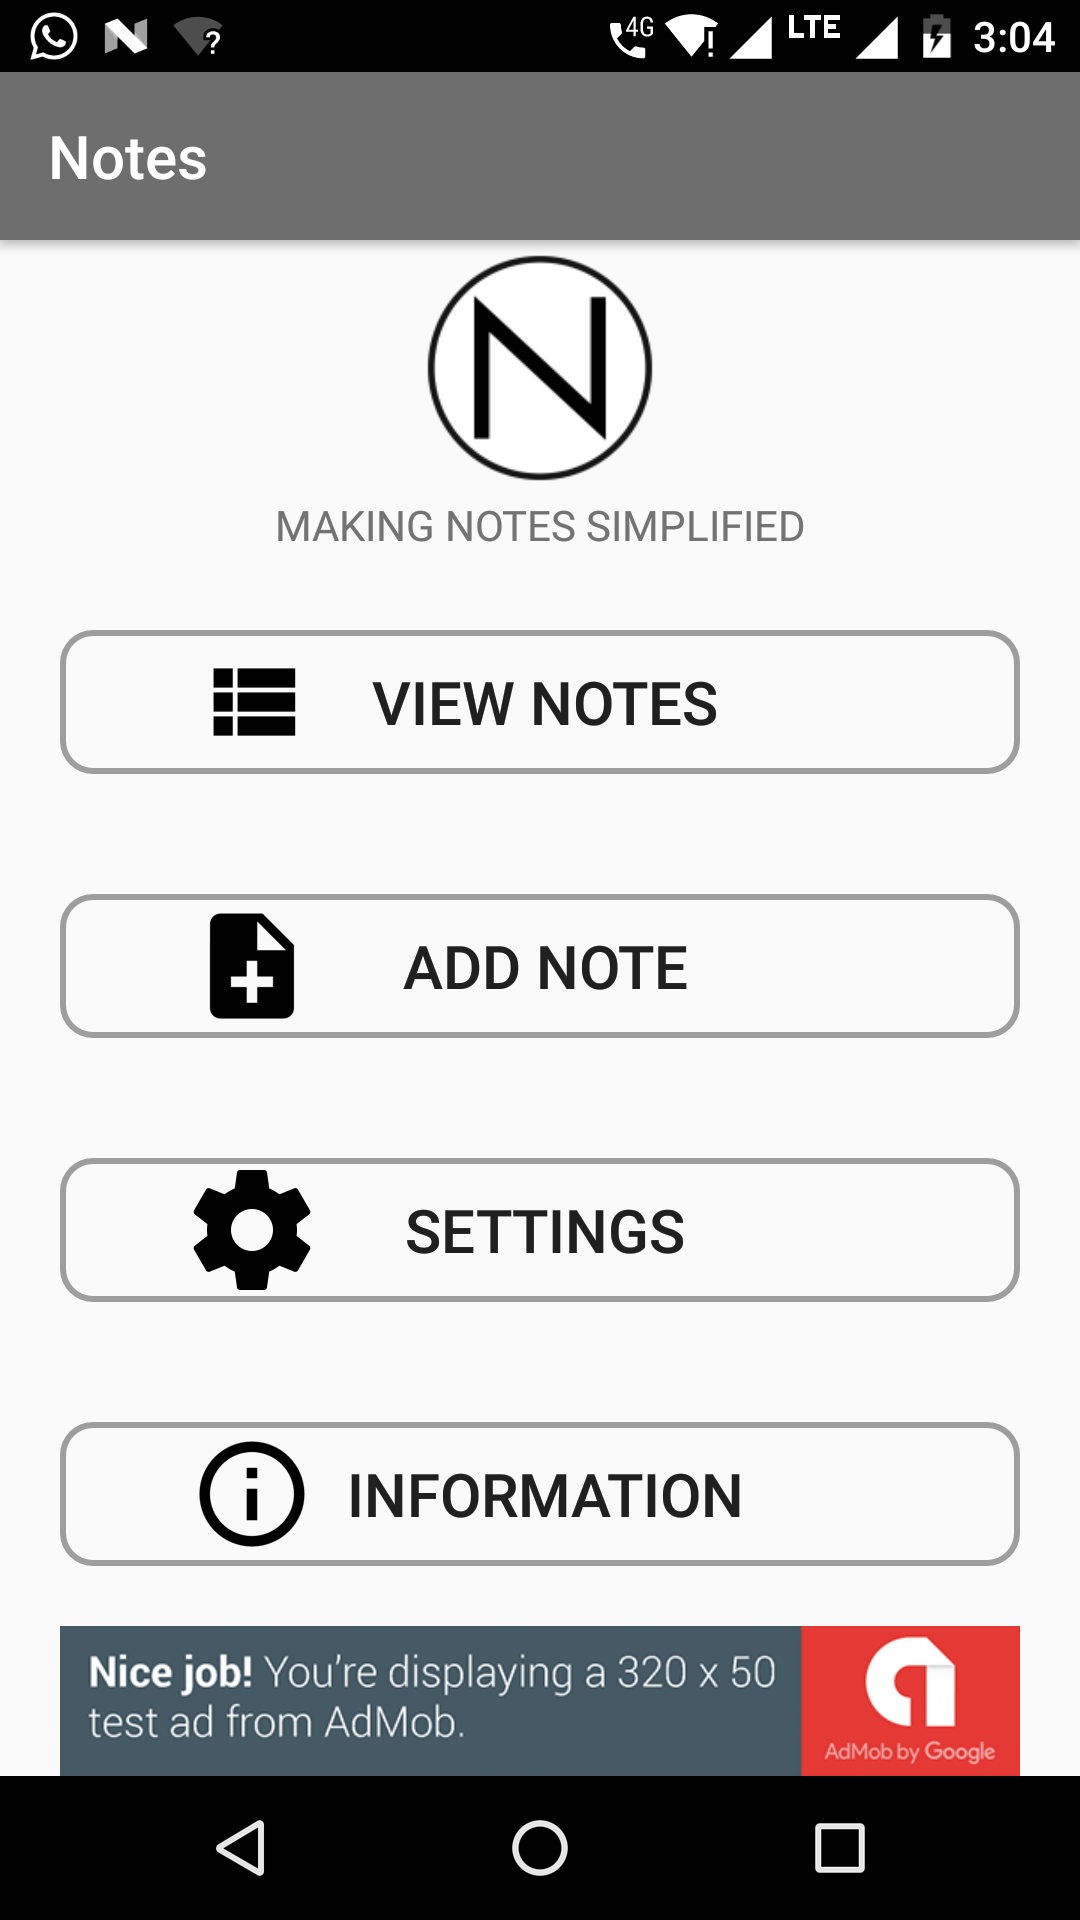 4G LTE 3:04
Notes
N
MAKING NOTES SIMPLIFIED
VIEW NOTES
ADD NOTE
SETTINGS
INFORMATION
Nice job! You're displaying a 320 x 50
test ad from AdMob.
AdMob by Google